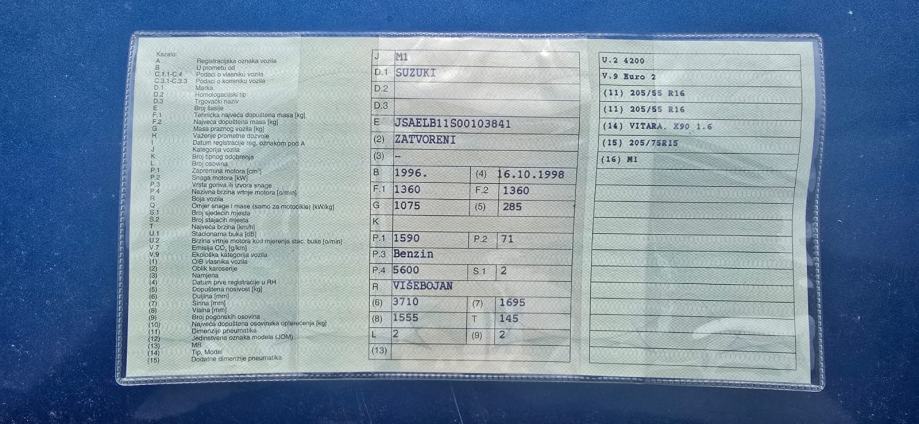 Kazalo:
A Registracijska oznaka vozila
B U prometu od
C.1.1-C.4 Podaci o vlasniku vozila
C.3.1-C.3.3 Podaci o korisniku vozila
D.1 Marka
D.2 Homologacijski tip
D.3 Trgovački naziv
E Broj šasije
F.1 Tehnička najveća dopuštena masa [kg]
F.2 Najveća dopuštena masa [kg]
G Masa praznog vozila [kg]
H Važenje prometne dozvole
I Datum registracije reg. oznakom pod A
J Kategorija vozila
K Broj tipnog odobrenja
L Broj osovina
P.1 Zapremina motora [cm³]
P.2 Snaga motora [kW]
P.3 Vrsta goriva ili izvora snage
P.4 Nazivna brzina vrtnje motora [o/min]
R Boja vozila
Q Omjer snage i mase (samo za motocikle) [kW/kg]
S.1 Broj sjedećih mjesta
S.2 Broj stajaćih mjesta
T Najveća brzina [km/h]
U.1 Stacionarna buka [dB]
U.2 Brzina vrtnje motora kod mjerenja stac. buke [o/min]
V.7 Emisija CO₂ [g/km]
V.9 Ekološka kategorija vozila
(1) OIB vlasnika vozila
(2) Oblik karoserije
(3) Namjena
(4) Datum prve registracije u RH
(5) Dopuštena nosivost [kg]
(6) Duljina [mm]
(7) Širina [mm]
(8) Visina [mm]
(9) Broj pogonskih osovina
(10) Najveća dopuštena osovinska opterećenja [kg]
(11) Dimenzije pneumatika
(12) Jedinstvena oznaka modela (JOM)
(13) MB
(14) Tip, Model
(15) Dodatne dimenzije pneumatika
J M1
D.1 SUZUKI
D.2
D.3
E JSAELB11S00103841
(2) ZATVORENI
(3) –
B 1996. (4) 16.10.1998
F.1 1360 F.2 1360
G 1075 (5) 285
K
P.1 1590 P.2 71
P.3 Benzin
P.4 5600 S.1 2
R VIŠEBOJAN
(6) 3710 (7) 1695
(8) 1555 T 145
L 2 (9) 2
(13)
U.2 4200
V.9 Euro 2
(11) 205/55 R16
(11) 205/55 R16
(14) VITARA, X90 1.6
(15) 205/75R15
(16) M1